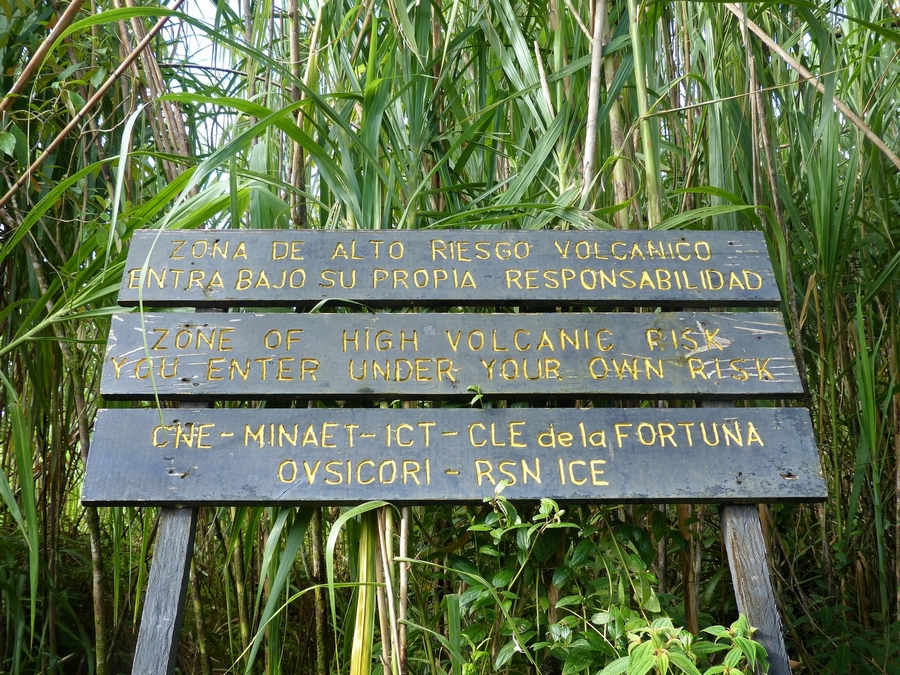 ZONA DE ALTO RIESGO VOLCANICO
ENTRA BAJO SU PROPIA RESPONSABILIDAD
ZONE OF HIGH VOLCANIC RISK
YOU ENTER UNDER YOUR OWN RISK
CNE-MINAET-ICT-CLE de la FORTUÑA
OVSICORI - RSN ICE